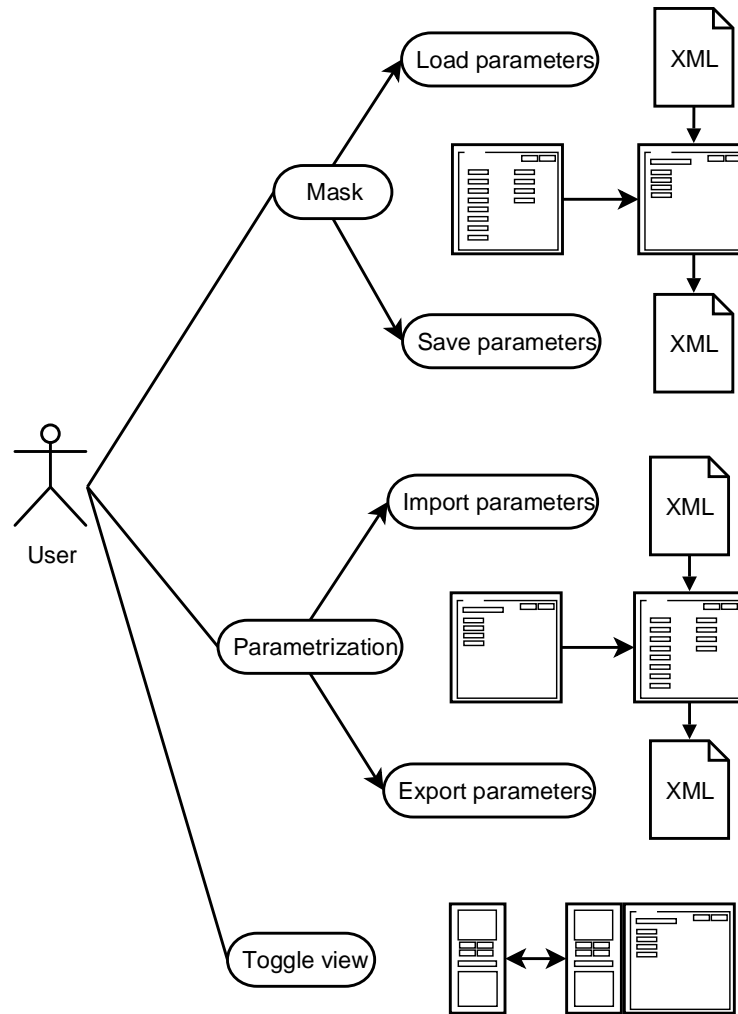 Load parameters
XML
Mask
Save parameters
XML
User
Import parameters
XML
Parametrization
Export parameters
XML
Toggle view